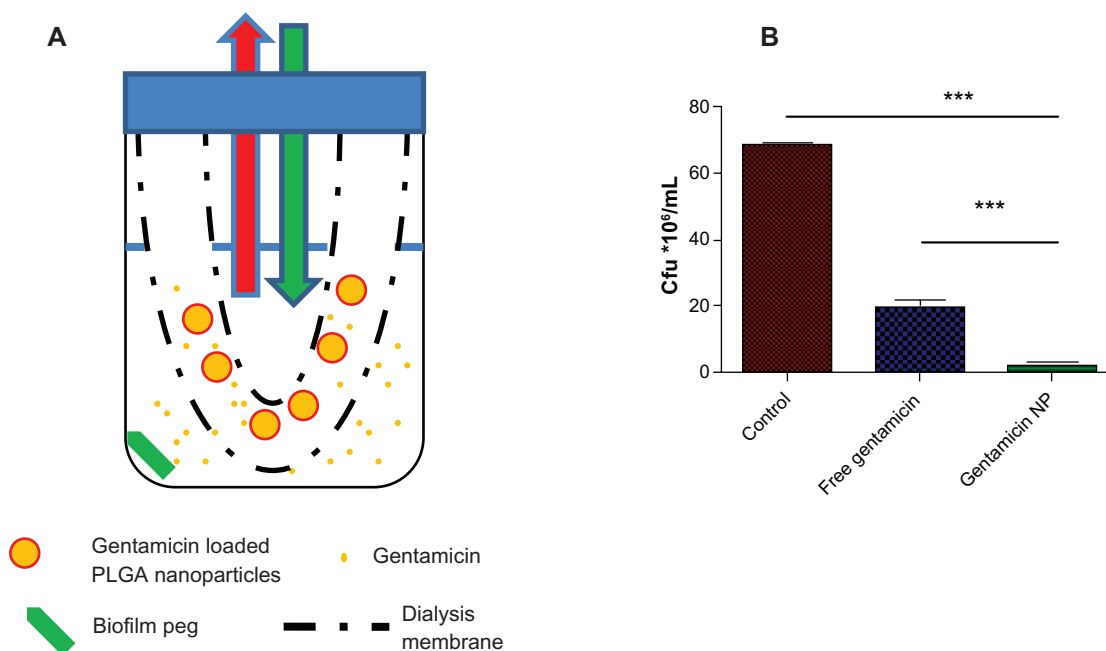 A
Gentamicin loaded
PLGA nanoparticles
Gentamicin
Biofilm peg
Dialysis
membrane
B
Cfu *10⁶/mL
80
60
40
20
0
***
***
Control
Free gentamicin
Gentamicin NP